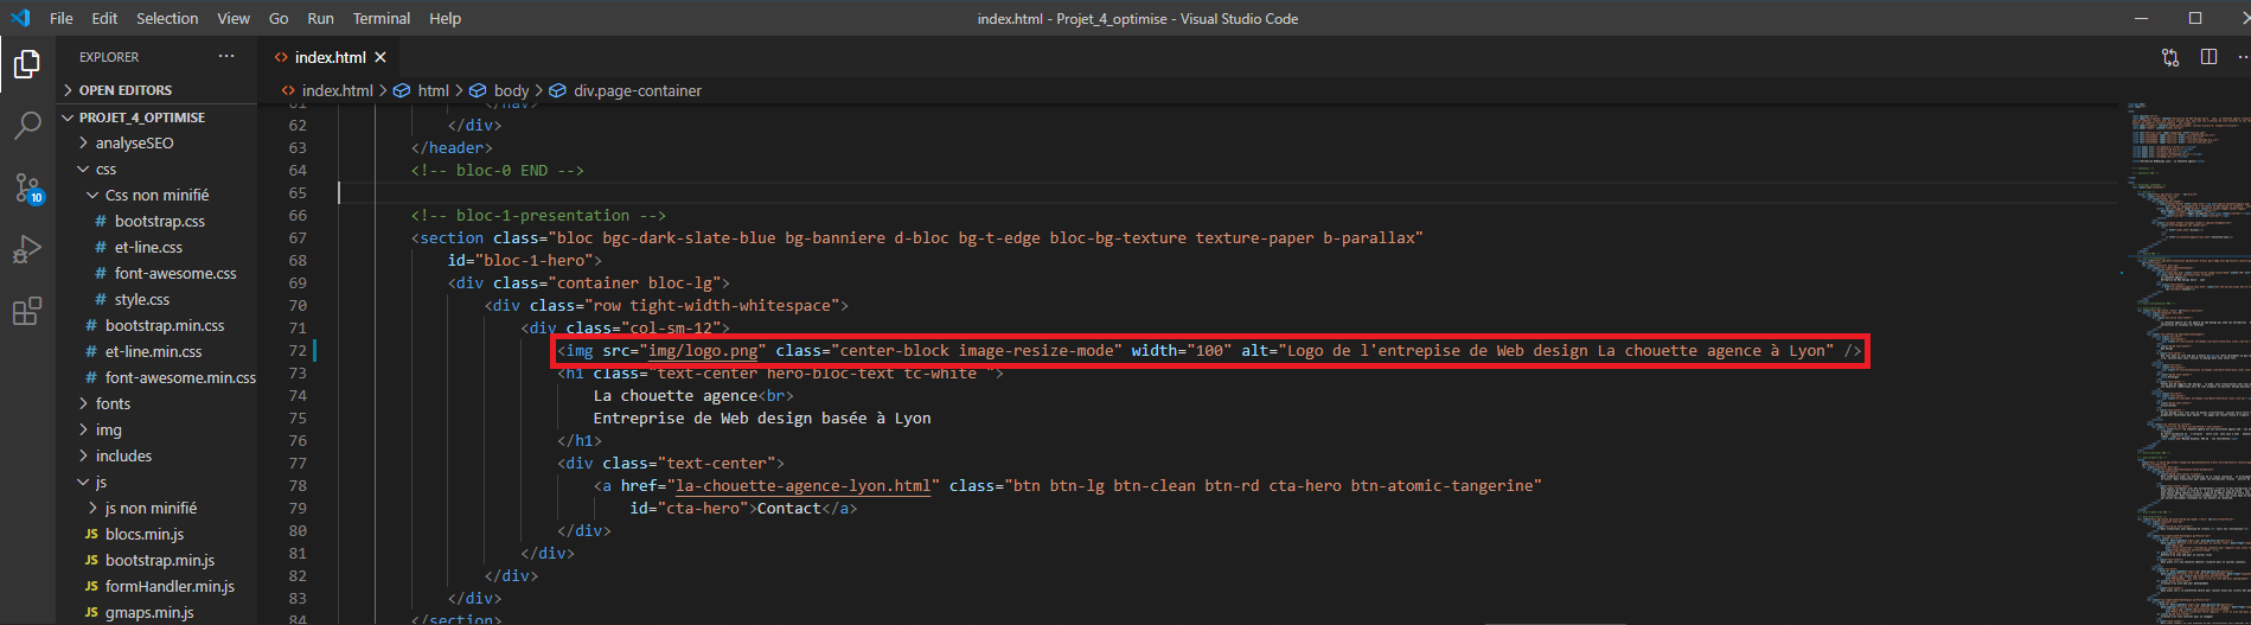 File Edit Selection View Go Run Terminal Help
index.html - Projet_4_optimise - Visual Studio Code
EXPLORER ...
OPEN EDITORS
PROJET_4_OPTIMISE
analyseSEO
css
Css non minifié
# bootstrap.css
# et-line.css
# font-awesome.css
# style.css
# bootstrap.min.css
# et-line.min.css
# font-awesome.min.css
fonts
img
includes
js
js non minifié
JS blocs.min.js
JS bootstrap.min.js
JS formHandler.min.js
JS gmaps.min.js
10
<> index.html
<> index.html > html > body > div.page-container
61 </nav>
62 </div>
63 </header>
64 <!-- bloc-0 END -->
65
66 <!-- bloc-1-presentation -->
67 <section class="bloc bgc-dark-slate-blue bg-banniere d-bloc bg-t-edge bloc-bg-texture texture-paper b-parallax"
68 id="bloc-1-hero">
69 <div class="container bloc-lg">
70 <div class="row tight-width-whitespace">
71 <div class="col-sm-12">
72 <img src="img/logo.png" class="center-block image-resize-mode" width="100" alt="Logo de l'entrepise de Web design La chouette agence à Lyon" />
73 <h1 class="text-center hero-bloc-text tc-white ">
74 La chouette agence<br>
75 Entreprise de Web design basée à Lyon
76 </h1>
77 <div class="text-center">
78 <a href="la-chouette-agence-lyon.html" class="btn btn-lg btn-clean btn-rd cta-hero btn-atomic-tangerine"
79 id="cta-hero">Contact</a>
80 </div>
81 </div>
82 </div>
83 </div>
84 </section>